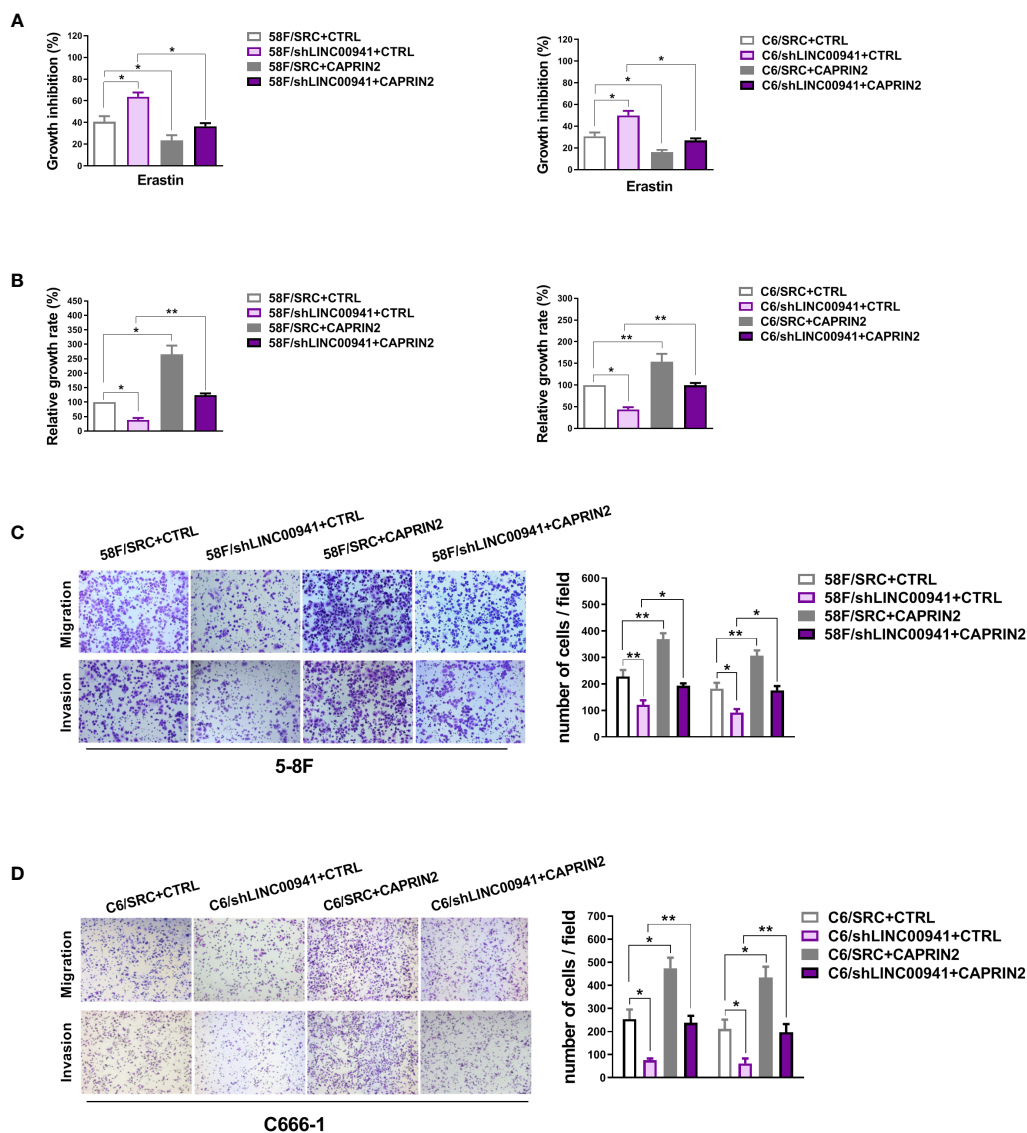 A
Growth inhibition (%)
120
100
80
60
40
20
0
*
*
*
Erastin
58F/SRC+CTRL
58F/shLINC00941+CTRL
58F/SRC+CAPRIN2
58F/shLINC00941+CAPRIN2
Growth inhibition (%)
120
100
80
60
40
20
0
*
*
*
Erastin
C6/SRC+CTRL
C6/shLINC00941+CTRL
C6/SRC+CAPRIN2
C6/shLINC00941+CAPRIN2
B
Relative growth rate (%)
450
400
350
300
250
200
150
100
50
0
**
*
*
58F/SRC+CTRL
58F/shLINC00941+CTRL
58F/SRC+CAPRIN2
58F/shLINC00941+CAPRIN2
Relative growth rate (%)
300
250
200
150
100
50
0
**
**
*
C6/SRC+CTRL
C6/shLINC00941+CTRL
C6/SRC+CAPRIN2
C6/shLINC00941+CAPRIN2
C
58F/SRC+CTRL
58F/shLINC00941+CTRL
58F/SRC+CAPRIN2
58F/shLINC00941+CAPRIN2
Migration
Invasion
5-8F
number of cells / field
600
500
400
300
200
100
0
*
**
**
*
**
*
58F/SRC+CTRL
58F/shLINC00941+CTRL
58F/SRC+CAPRIN2
58F/shLINC00941+CAPRIN2
D
C6/SRC+CTRL
C6/shLINC00941+CTRL
C6/SRC+CAPRIN2
C6/shLINC00941+CAPRIN2
Migration
Invasion
C666-1
number of cells / field
700
600
500
400
300
200
100
0
**
*
*
**
*
*
C6/SRC+CTRL
C6/shLINC00941+CTRL
C6/SRC+CAPRIN2
C6/shLINC00941+CAPRIN2